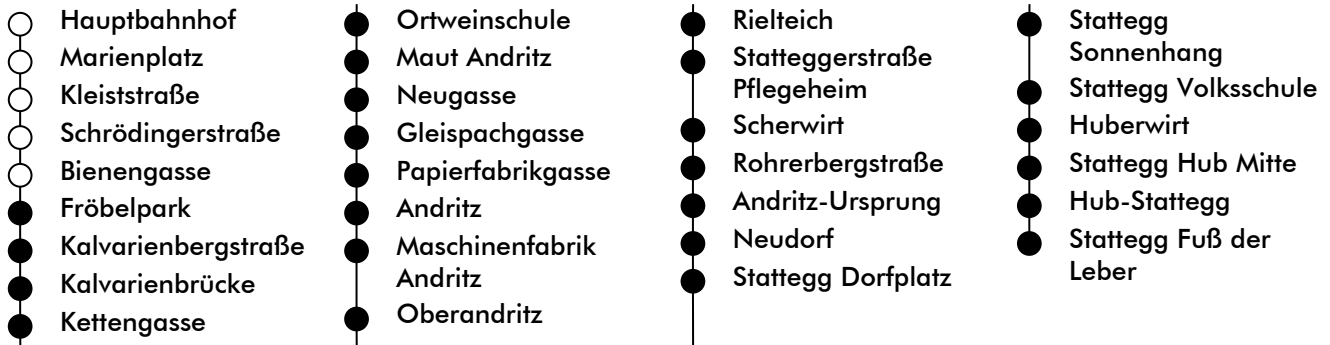 Hauptbahnhof
Marienplatz
Kleiststraße
Schrödingerstraße
Bienengasse
Fröbelpark
Kalvarienbergstraße
Kalvarienbrücke
Kettengasse
Ortweinschule
Maut Andritz
Neugasse
Gleispachgasse
Papierfabrikgasse
Andritz
Maschinenfabrik
Andritz
Oberandritz
Rielteich
Statteggerstraße
Pflegeheim
Scherwirt
Rohrerbergstraße
Andritz-Ursprung
Neudorf
Stattegg Dorfplatz
Stattegg
Sonnenhang
Stattegg Volksschule
Huberwirt
Stattegg Hub Mitte
Hub-Stattegg
Stattegg Fuß der
Leber